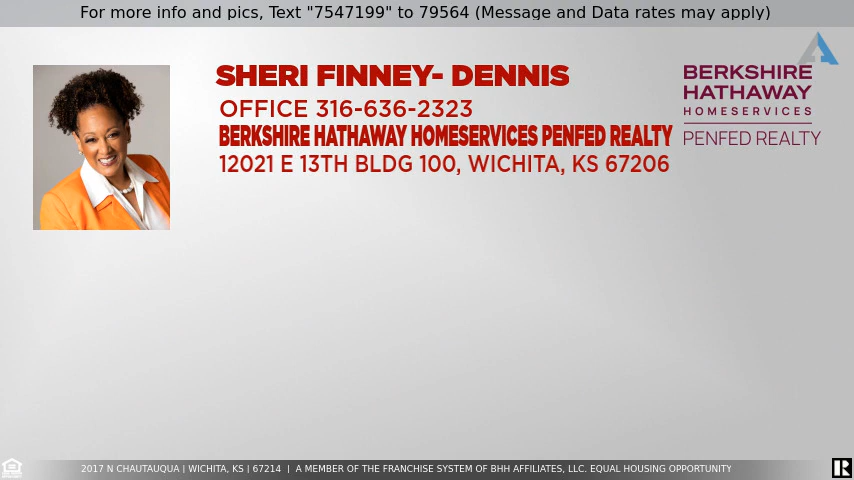 For more info and pics, Text "7547199" to 79564 (Message and Data rates may apply)
SHERI FINNEY- DENNIS
OFFICE 316-636-2323
BERKSHIRE HATHAWAY HOMESERVICES PENFED REALTY
12021 E 13TH BLDG 100, WICHITA, KS 67206
BERKSHIRE
HATHAWAY
HOMESERVICES
PENFED REALTY
2017 N CHAUTAUQUA | WICHITA, KS | 67214 | A MEMBER OF THE FRANCHISE SYSTEM OF BHH AFFILIATES, LLC. EQUAL HOUSING OPPORTUNITY